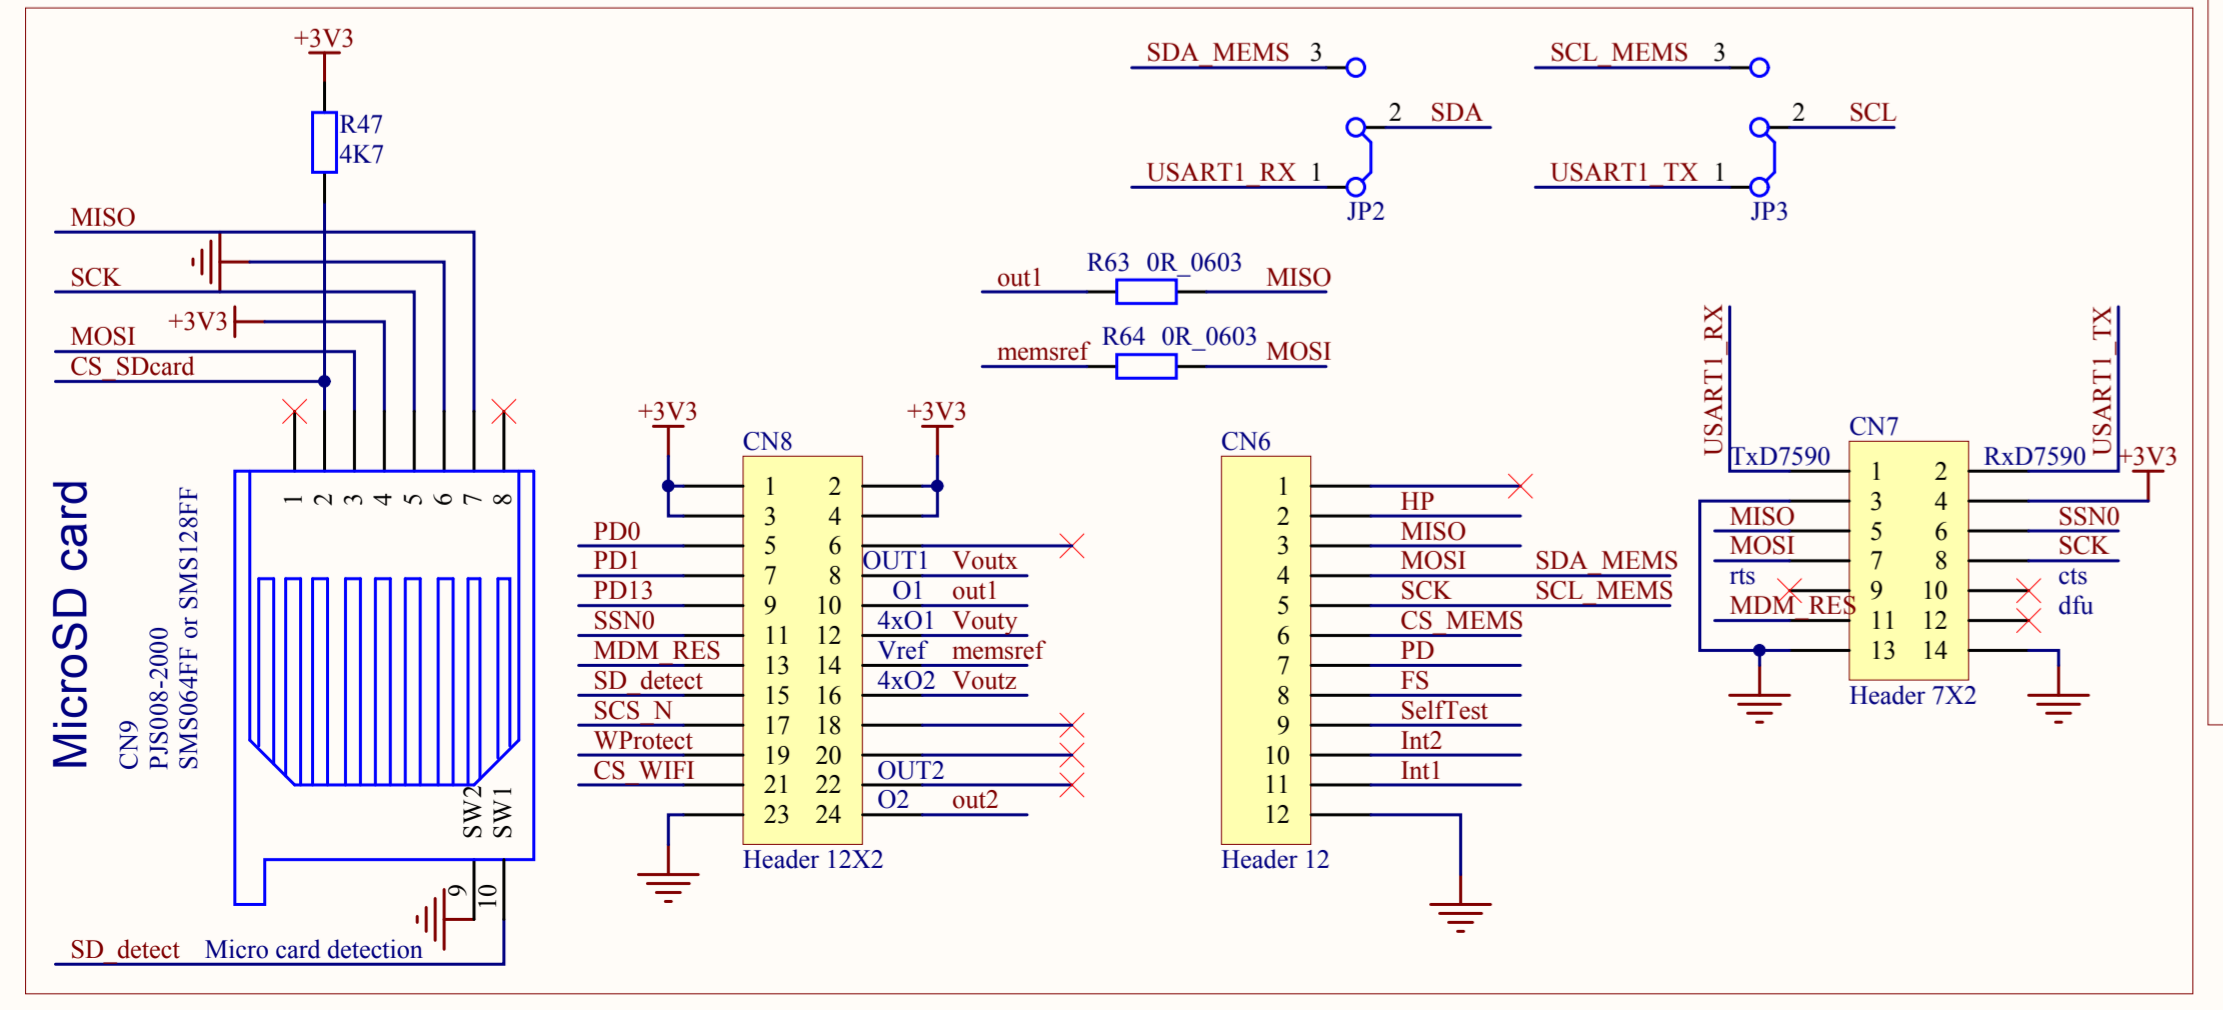 +3V3
R47
4K7
MISO
SCK
+3V3
MOSI
CS_SDcard
1 2 3 4 5 6 7 8
MicroSD card
CN9
PJS008-2000
SMS064FF or SMS128FF
SW2
SW1
9
10
SD_detect Micro card detection
SDA_MEMS 3
2 SDA
USART1_RX 1
JP2
SCL_MEMS 3
2 SCL
USART1_TX 1
JP3
out1 R63 0R_0603 MISO
memsref R64 0R_0603 MOSI
+3V3 +3V3
CN8
1 2
3 4
PD0 5 6
PD1 7 8 OUT1 Voutx
PD13 9 10 O1 out1
SSN0 11 12 4xO1 Vouty
MDM_RES 13 14 Vref memsref
SD_detect 15 16 4xO2 Voutz
SCS_N 17 18
WProtect 19 20
CS_WIFI 21 22 OUT2
23 24 O2 out2
Header 12X2
CN6
1
2 HP
3 MISO
4 MOSI SDA_MEMS
5 SCK SCL_MEMS
6 CS_MEMS
7 PD
8 FS
9 SelfTest
10 Int2
11 Int1
12
Header 12
USART1_RX
USART1_TX
CN7
+3V3
TxD7590 1 2 RxD7590
3 4
MISO 5 6 SSN0
MOSI 7 8 SCK
rts 9 10 cts
MDM_RES 11 12 dfu
13 14
Header 7X2